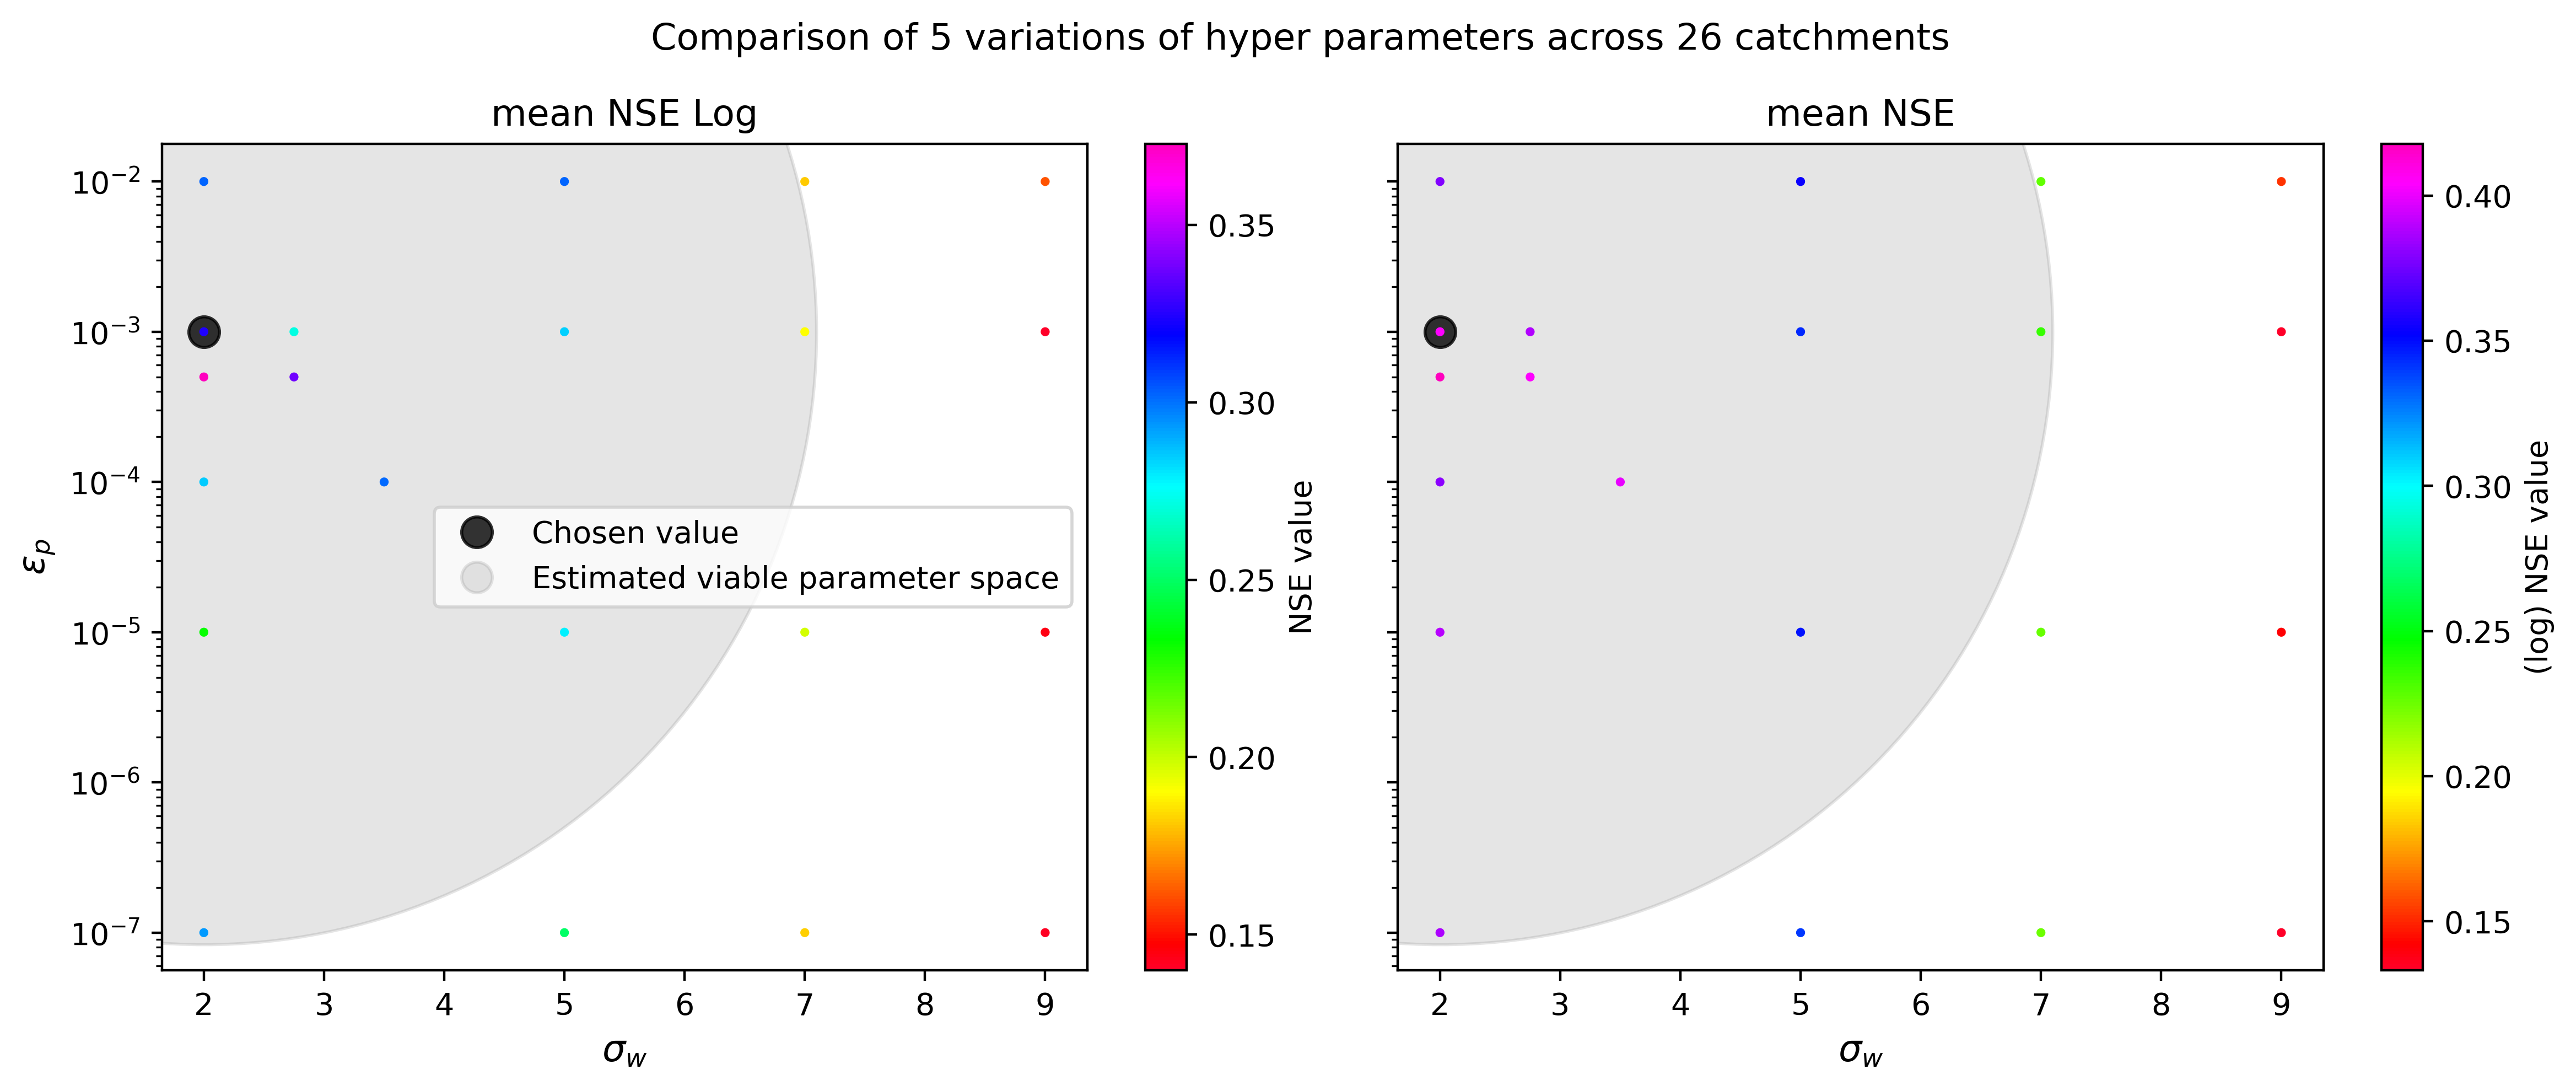 Comparison of 5 variations of hyper parameters across 26 catchments
mean NSE Log
mean NSE
10⁻²
10⁻³
10⁻⁴
10⁻⁵
10⁻⁶
10⁻⁷
εₚ
Chosen value
Estimated viable parameter space
2 3 4 5 6 7 8 9
σ_w
0.35
0.30
0.25
0.20
0.15
NSE value
2 3 4 5 6 7 8 9
σ_w
0.40
0.35
0.30
0.25
0.20
0.15
(log) NSE value